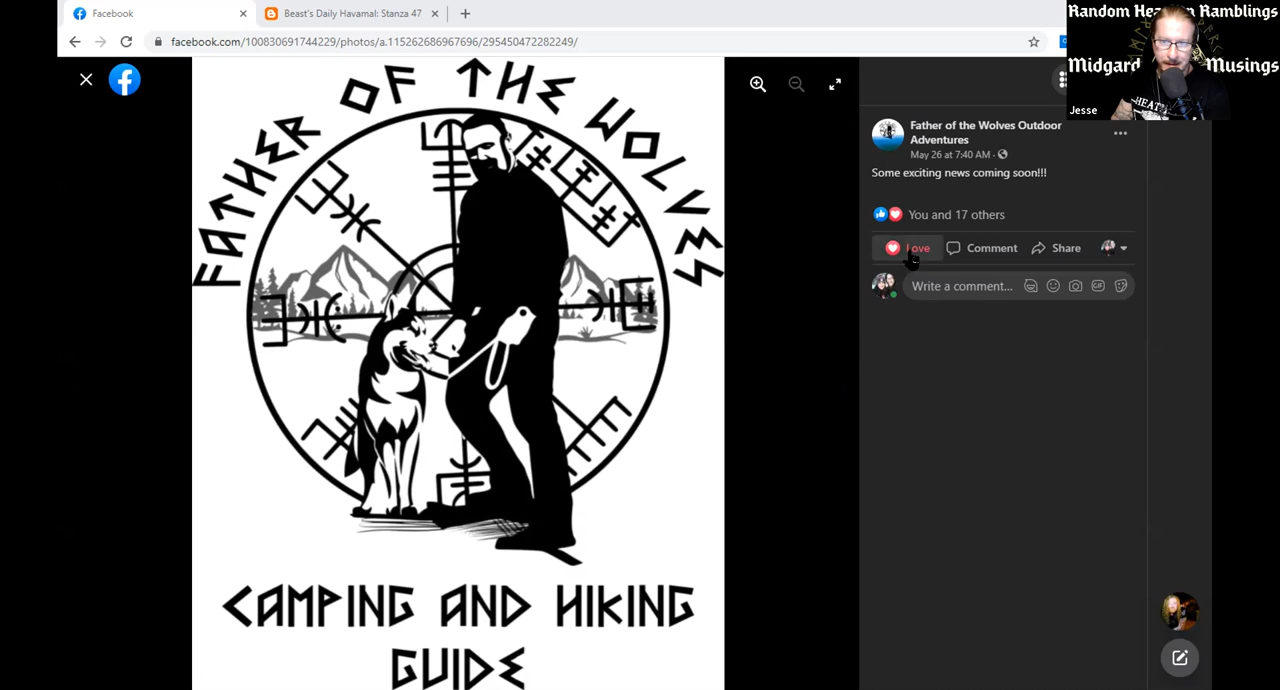 Facebook
Beast's Daily Havamal: Stanza 47
facebook.com/100830691744229/photos/a.115262686967696/295450472282249/
Random Heathen Ramblings
Midgard Musings
Jesse
HEAT
FATHER OF THE WOLVES
CAMPING AND HIKING
GUIDE
Father of the Wolves Outdoor
Adventures
May 26 at 7:40 AM
Some exciting news coming soon!!!
You and 17 others
Love Comment Share
Write a comment... GIF